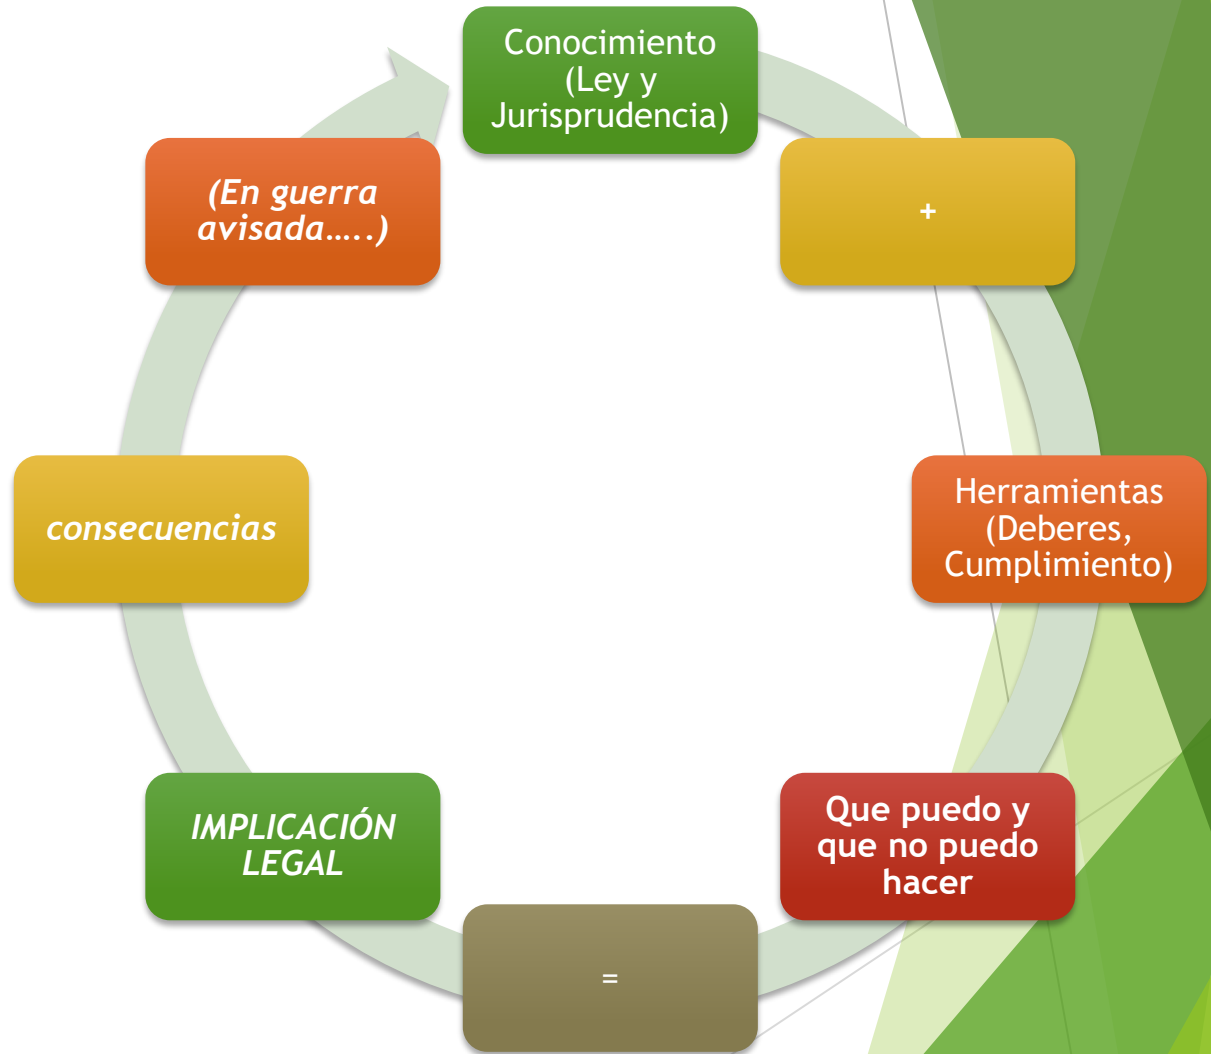 Conocimiento
(Ley y
Jurisprudencia)
+
Herramientas
(Deberes,
Cumplimiento)
Que puedo y
que no puedo
hacer
=
IMPLICACIÓN
LEGAL
consecuencias
(En guerra
avisada…..)